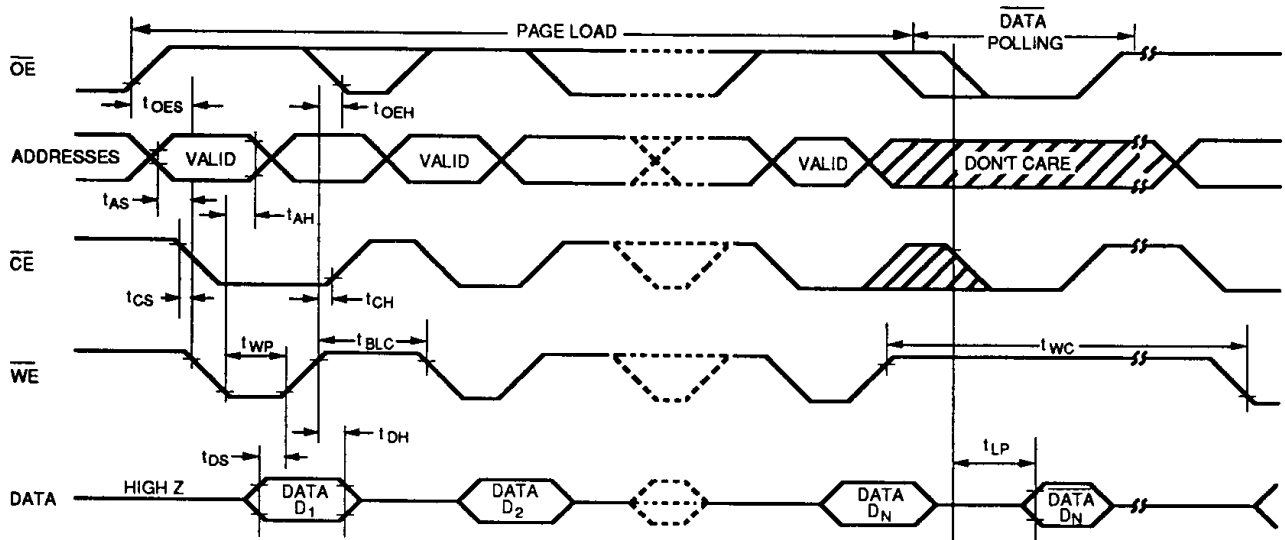 PAGE LOAD
DATA
POLLING
OE
tOES
tOEH
ADDRESSES
VALID
VALID
VALID
DON'T CARE
tAS
tAH
CE
tCS
tCH
tWP
tBLC
tWC
WE
tDS
tDH
tLP
DATA
HIGH Z
DATA
D1
DATA
D2
DATA
DN
DATA
DN